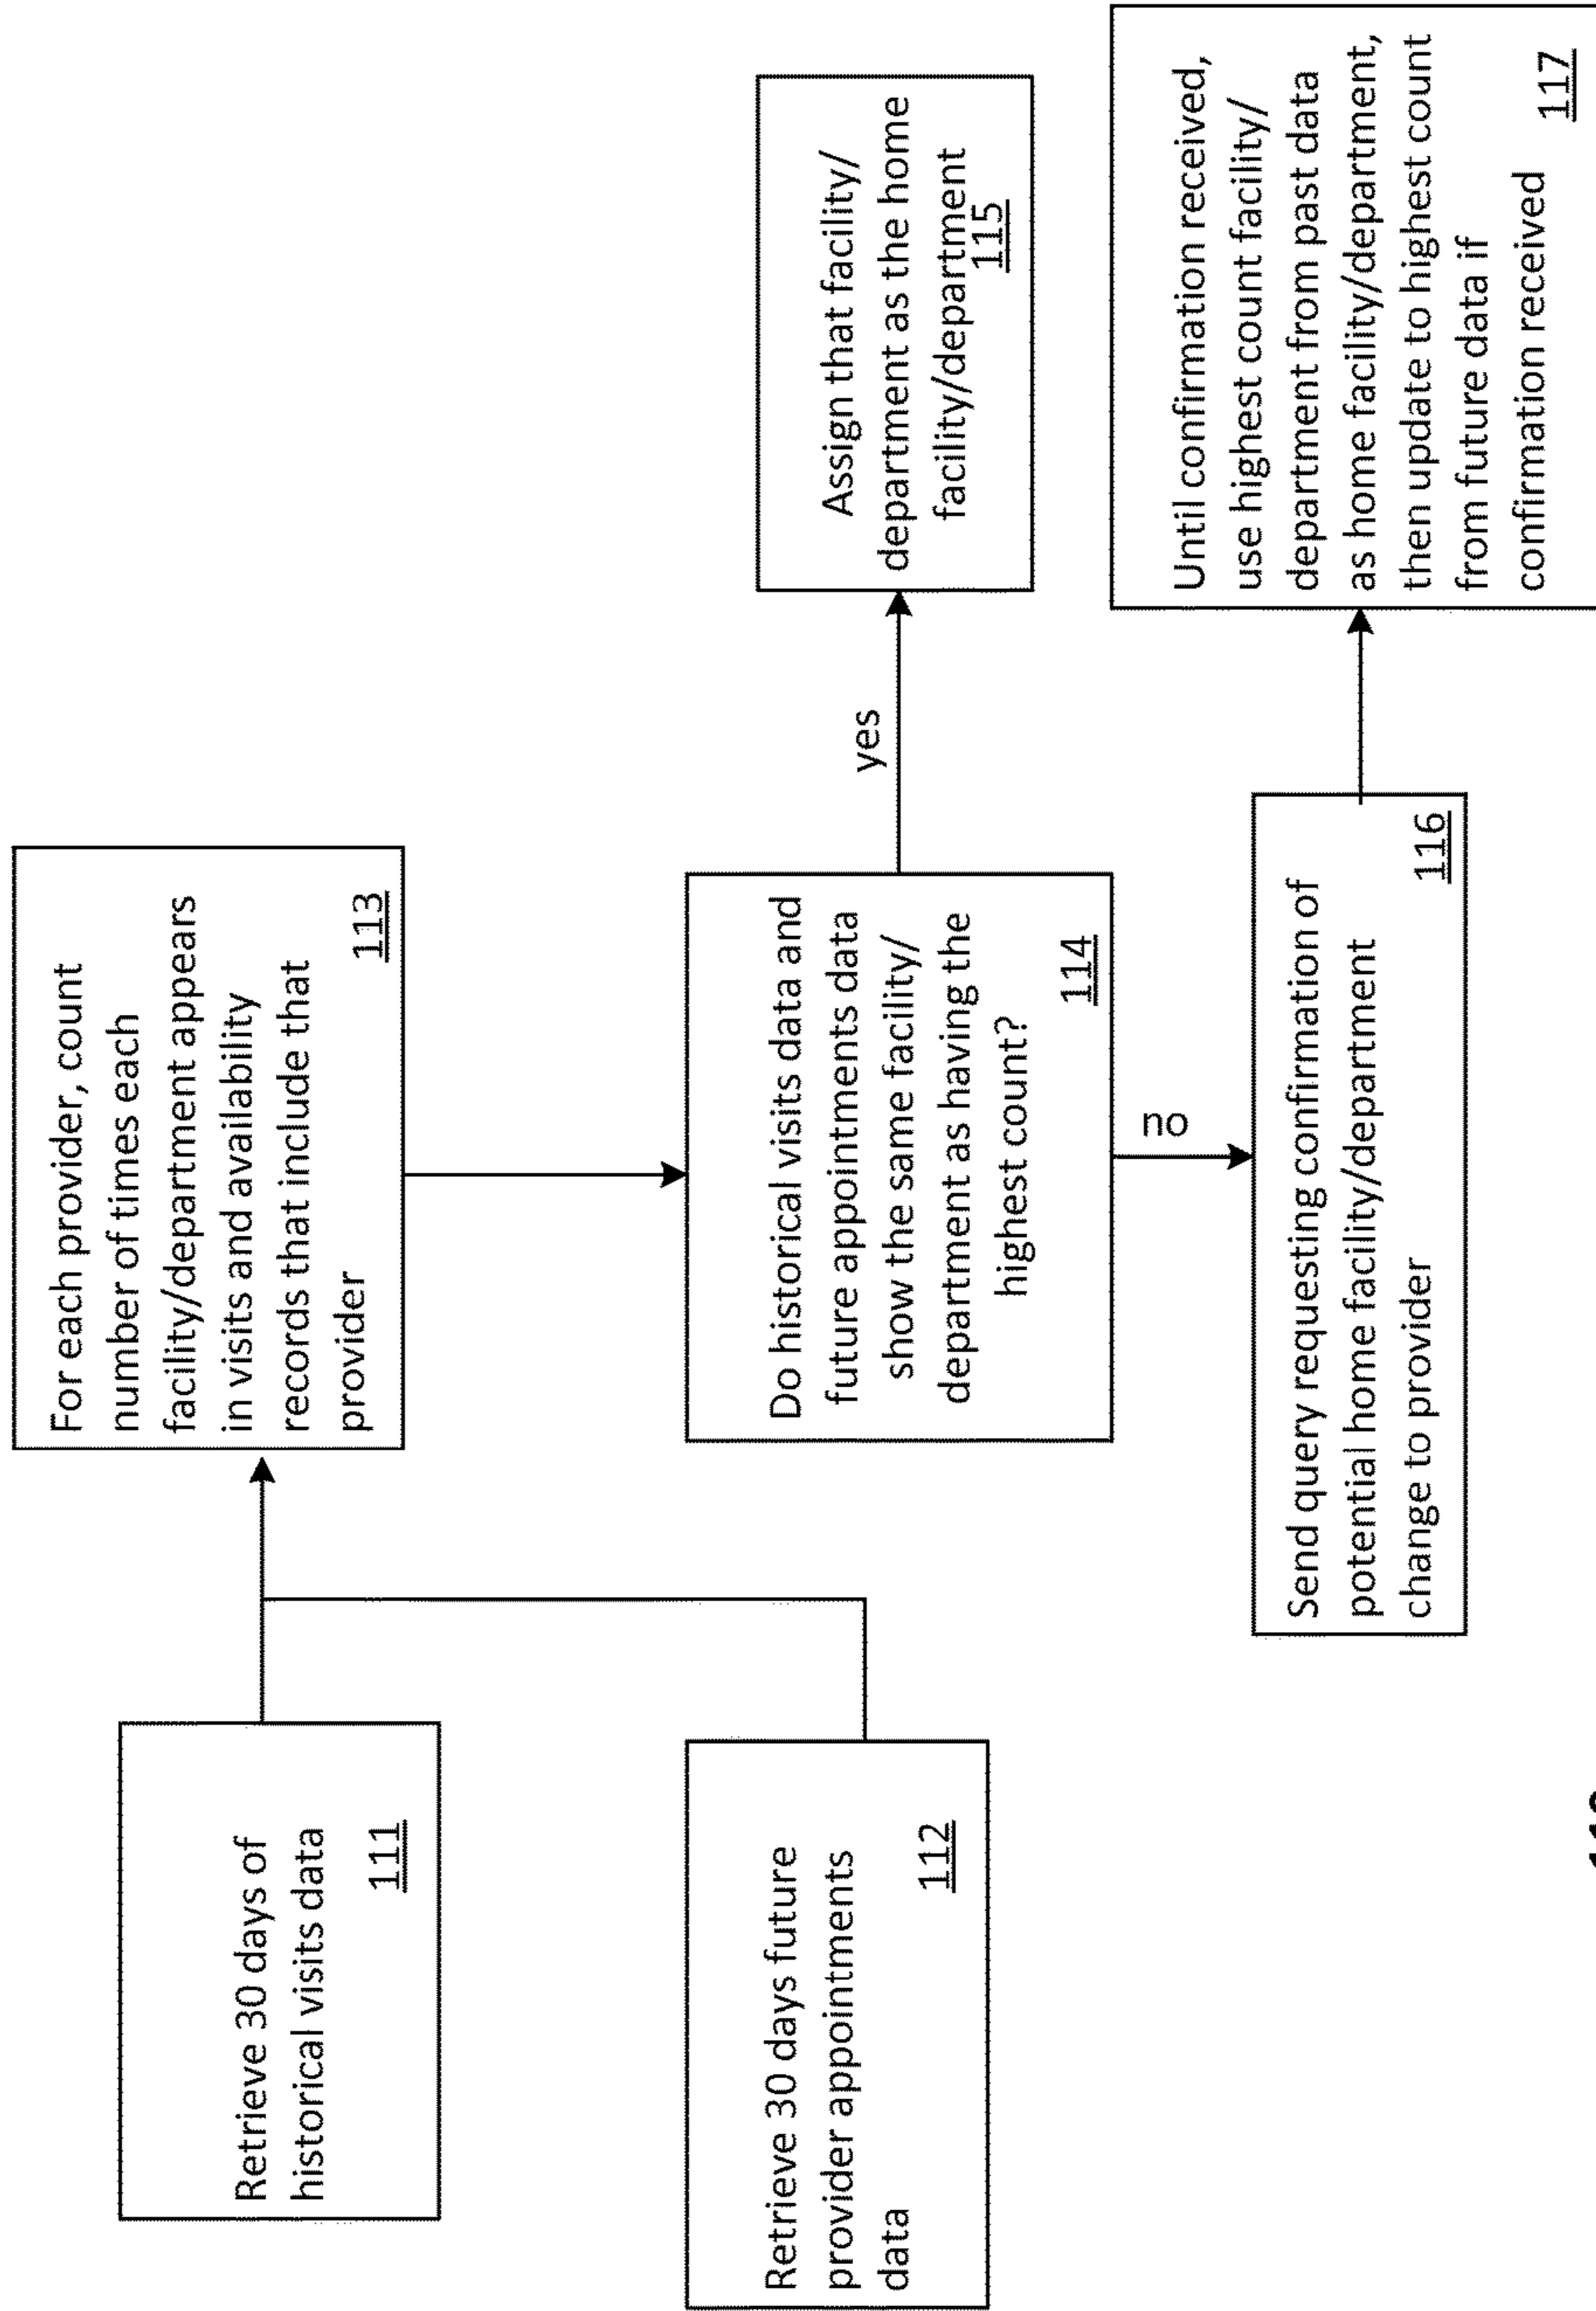 Retrieve 30 days of
historical visits data
111
Retrieve 30 days future
provider appointments
data
112
For each provider, count
number of times each
facility/department appears
in visits and availability
records that include that
provider
113
Do historical visits data and
future appointments data
show the same facility/
department as having the
highest count?
114
yes
Assign that facility/
department as the home
facility/department
115
no
Send query requesting confirmation of
potential home facility/department
change to provider
116
Until confirmation received,
use highest count facility/
department from past data
as home facility/department,
then update to highest count
from future data if
confirmation received
117